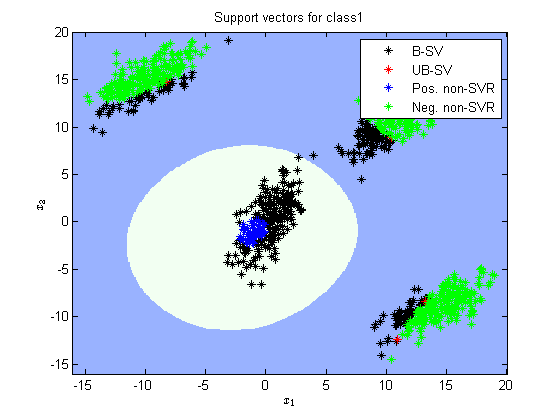 Support vectors for class1
20
15
10
5
0
-5
-10
-15
-15
-10
-5
0
5
10
15
20
x₂
x₁
B-SV
UB-SV
Pos. non-SVR
Neg. non-SVR